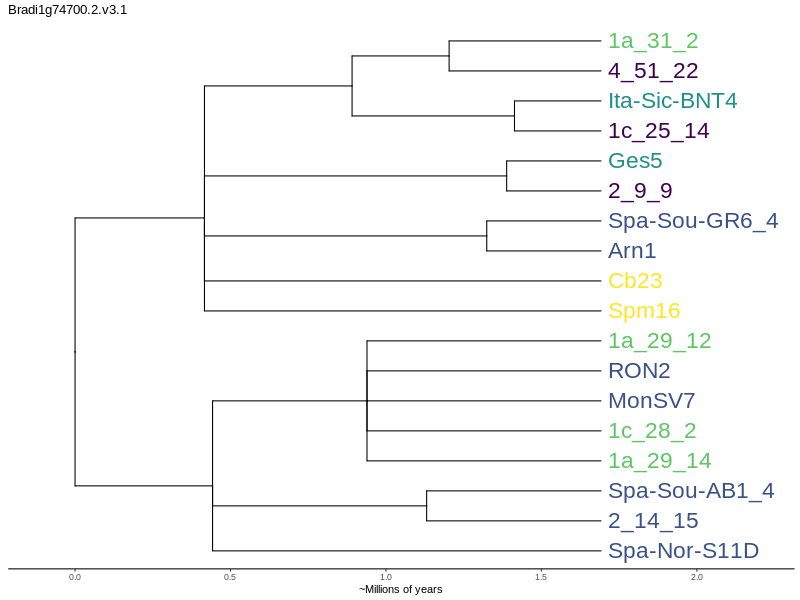 Bradi1g74700.2.v3.1
1a_31_2
4_51_22
Ita-Sic-BNT4
1c_25_14
Ges5
2_9_9
Spa-Sou-GR6_4
Arn1
Cb23
Spm16
1a_29_12
RON2
MonSV7
1c_28_2
1a_29_14
Spa-Sou-AB1_4
2_14_15
Spa-Nor-S11D
0.0 0.5 1.0 1.5 2.0
~Millions of years